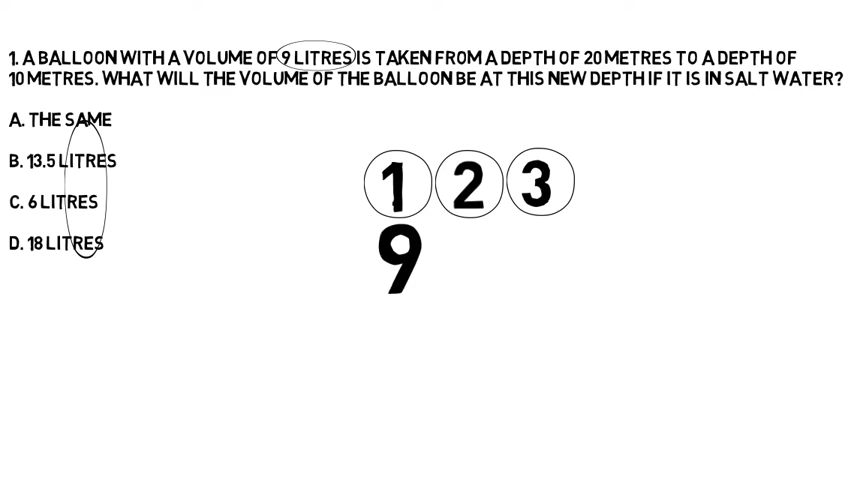 1. A BALLOON WITH A VOLUME OF 9 LITRES IS TAKEN FROM A DEPTH OF 20 METRES TO A DEPTH OF
10 METRES. WHAT WILL THE VOLUME OF THE BALLOON BE AT THIS NEW DEPTH IF IT IS IN SALT WATER?
A. THE SAME
B. 13.5 LITRES
C. 6 LITRES
D. 18 LITRES
1 2 3
9